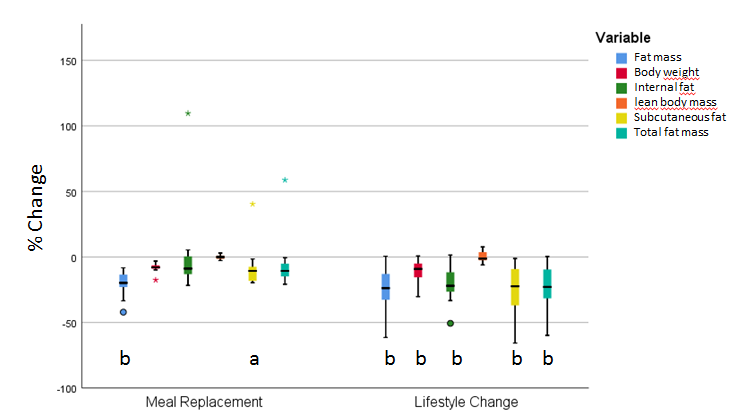 Variable
Fat mass
Body weight
Internal fat
lean body mass
Subcutaneous fat
Total fat mass
% Change
150
100
50
0
-50
-100
*
*
*
*
b
a
b
b
b
b
b
Meal Replacement
Lifestyle Change